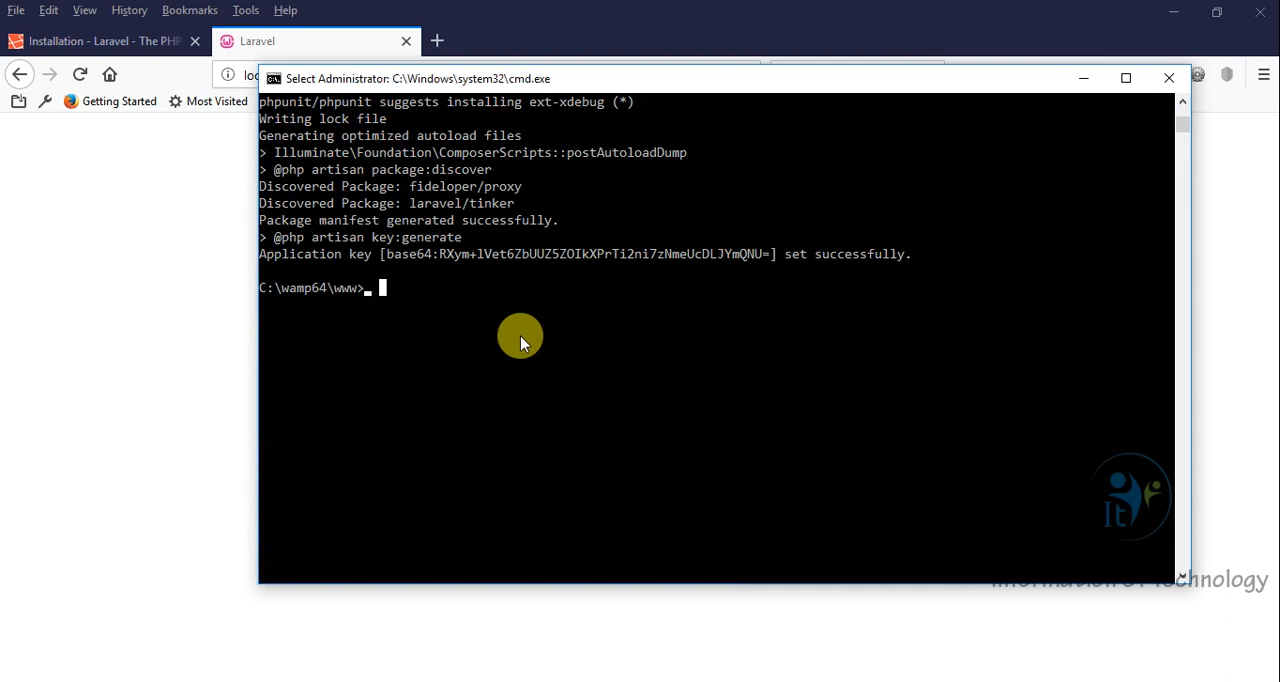 File Edit View History Bookmarks Tools Help
Installation - Laravel - The PHP
Laravel
Getting Started Most Visited
Select Administrator: C:\Windows\system32\cmd.exe
phpunit/phpunit suggests installing ext-xdebug (*)
Writing lock file
Generating optimized autoload files
> Illuminate\Foundation\ComposerScripts::postAutoloadDump
> @php artisan package:discover
Discovered Package: fideloper/proxy
Discovered Package: laravel/tinker
Package manifest generated successfully.
> @php artisan key:generate
Application key [base64:RXym+lVet6ZbUUZ5ZOIkXPrTi2ni7zNmeUcDLJYmQNU=] set successfully.
C:\wamp64\www>_
It